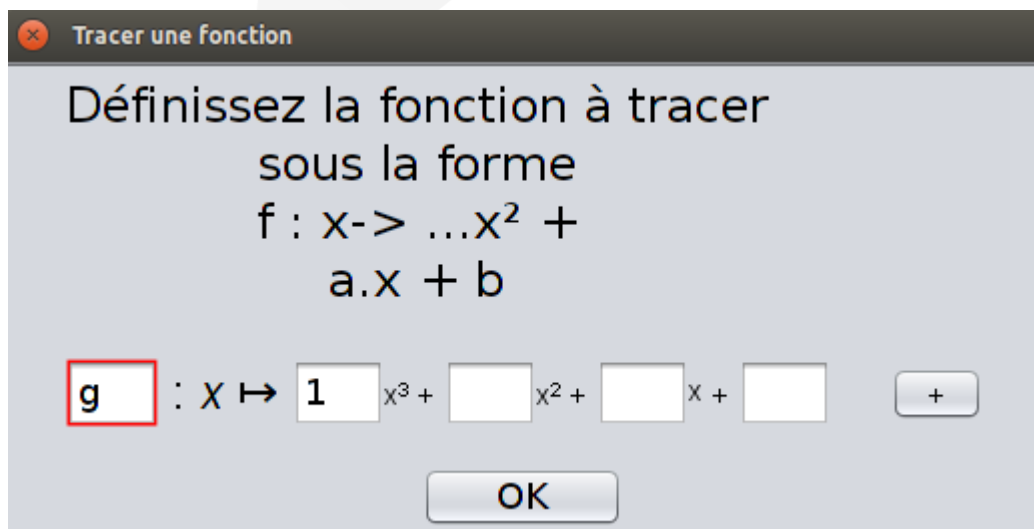 Tracer une fonction
Définissez la fonction à tracer
sous la forme
f : x-> ...x² +
a.x + b
g : x ↦ 1 x³ + x² + x + +
OK